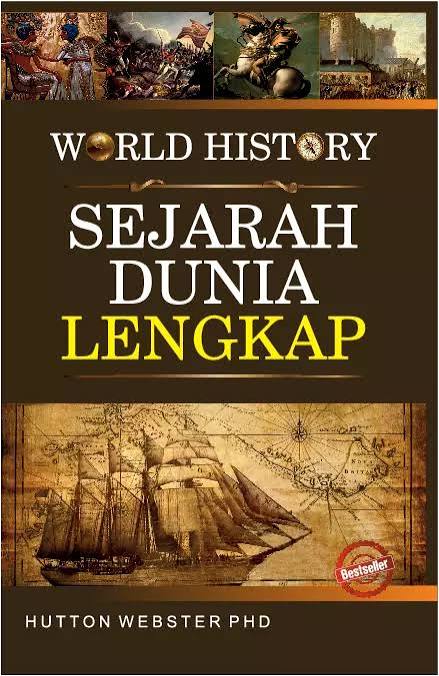 WORLD HISTORY
SEJARAH
DUNIA
LENGKAP
Bestseller
HUTTON WEBSTER PHD